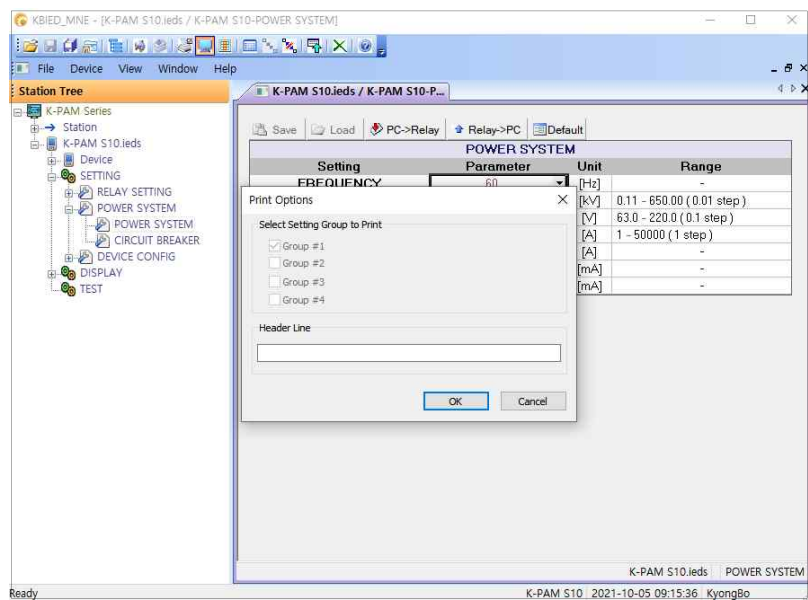 KBIED_MNE - [K-PAM S10.ieds / K-PAM S10-POWER SYSTEM]
File Device View Window Help
Station Tree
K-PAM Series
Station
K-PAM S10.ieds
Device
SETTING
RELAY SETTING
POWER SYSTEM
POWER SYSTEM
CIRCUIT BREAKER
DEVICE CONFIG
DISPLAY
TEST
K-PAM S10.ieds / K-PAM S10-P...
Save Load PC->Relay Relay->PC Default
POWER SYSTEM
Setting Parameter Unit Range
FREQUENCY 60 [Hz] -
[kV] 0.11 - 650.00 ( 0.01 step )
[V] 63.0 - 220.0 ( 0.1 step )
[A] 1 - 50000 ( 1 step )
[A] -
[mA] -
[mA] -
Print Options
Select Setting Group to Print
Group #1
Group #2
Group #3
Group #4
Header Line
OK Cancel
K-PAM S10.ieds POWER SYSTEM
Ready K-PAM S10 2021-10-05 09:15:36 KyongBo